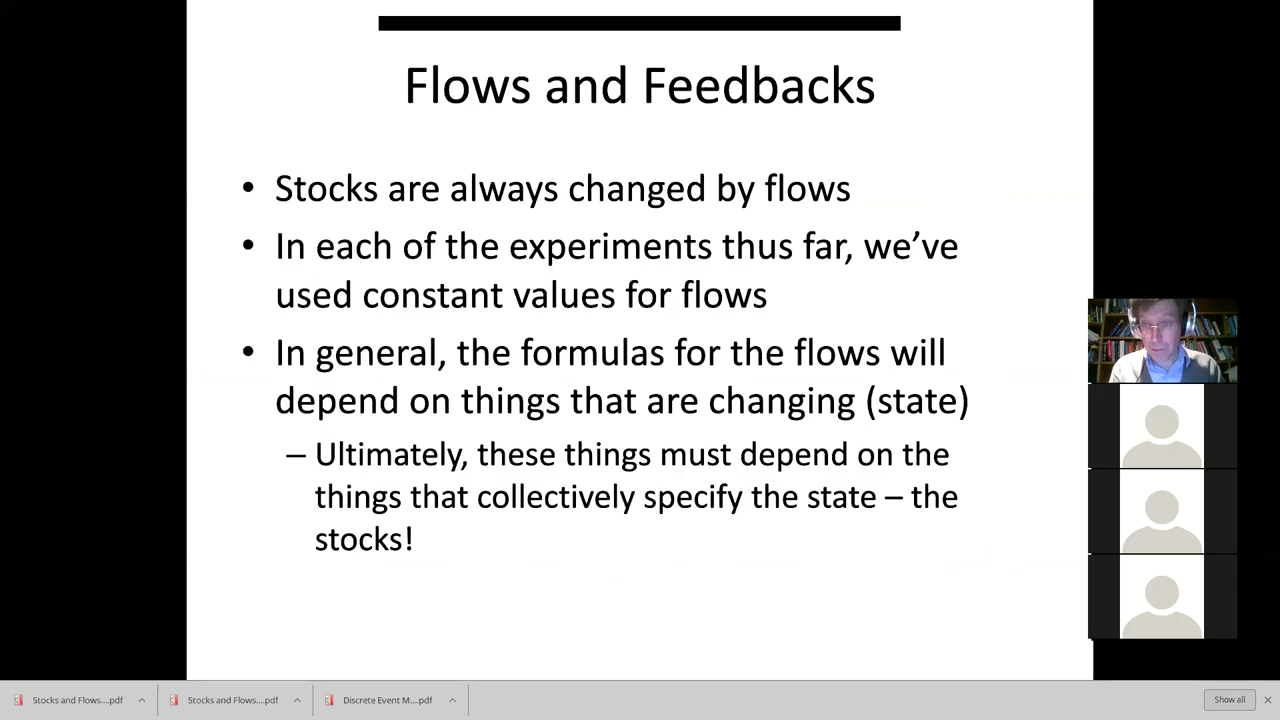 Flows and Feedbacks
• Stocks are always changed by flows
• In each of the experiments thus far, we’ve
used constant values for flows
• In general, the formulas for the flows will
depend on things that are changing (state)
– Ultimately, these things must depend on the
things that collectively specify the state – the
stocks!
Stocks and Flows....pdf
Stocks and Flows....pdf
Discrete Event M....pdf
Show all